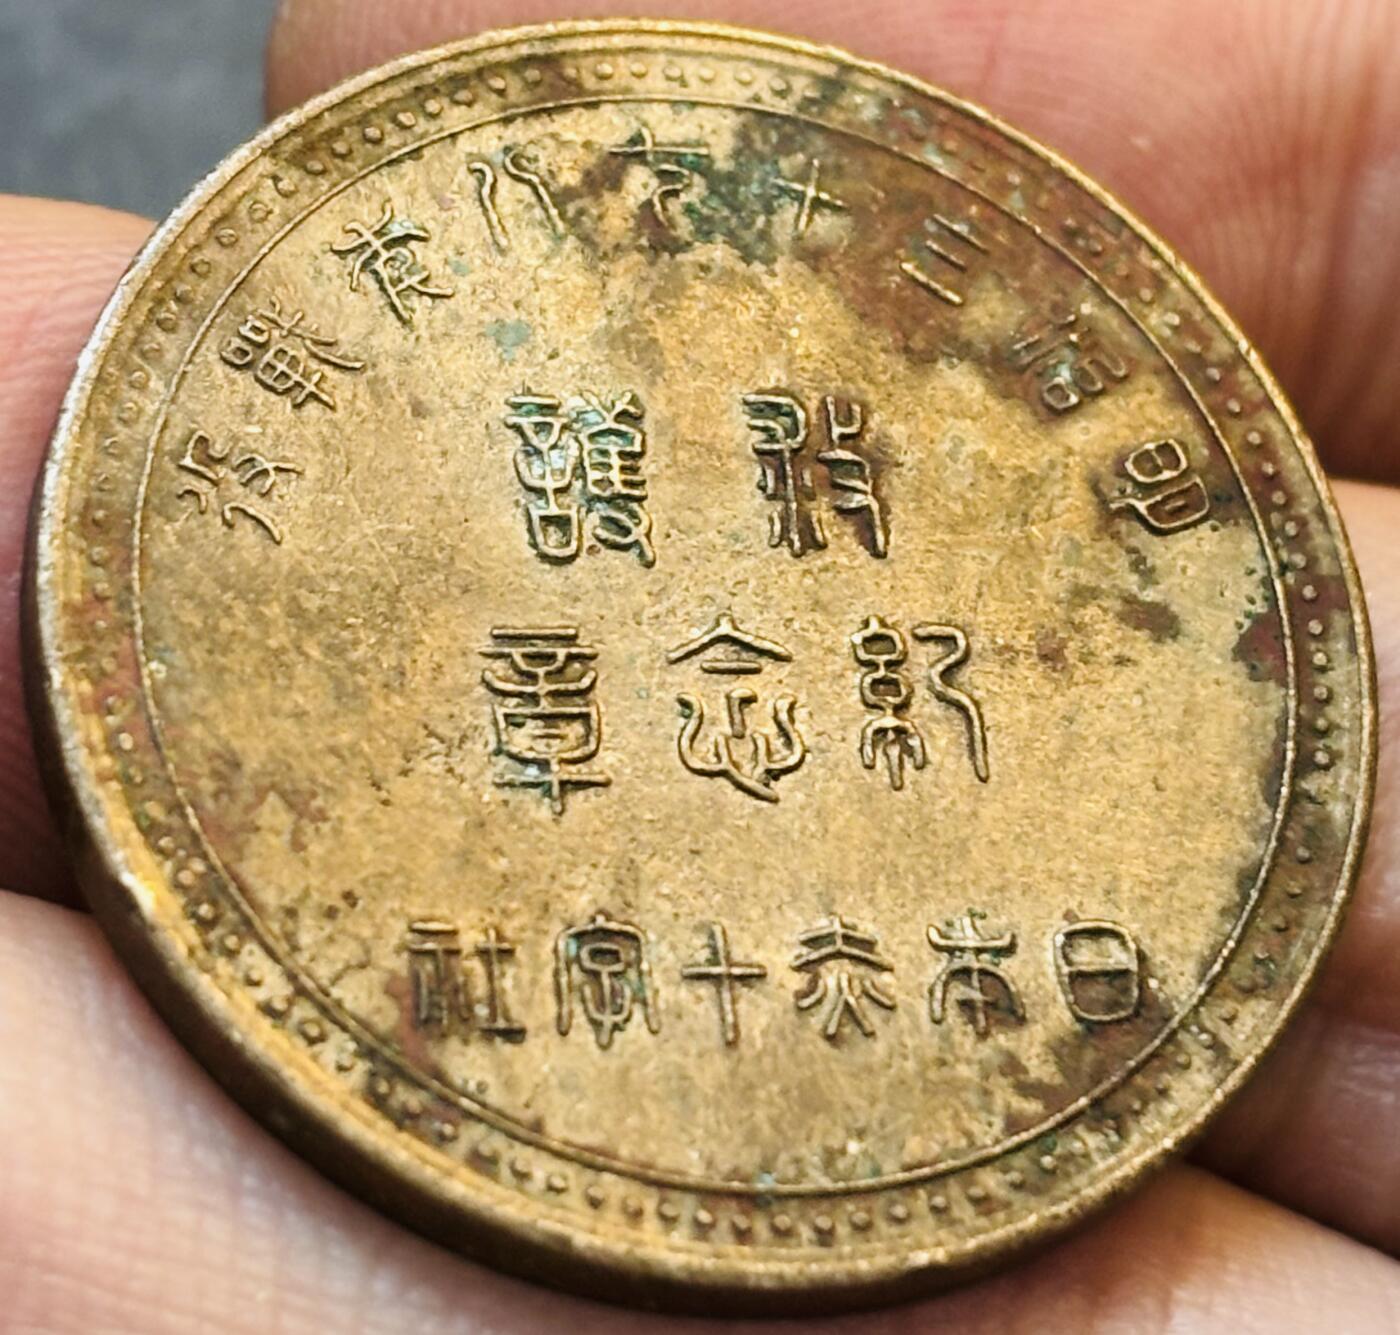 明治三十七八年戰役
救護
紀念章
日本赤十字社